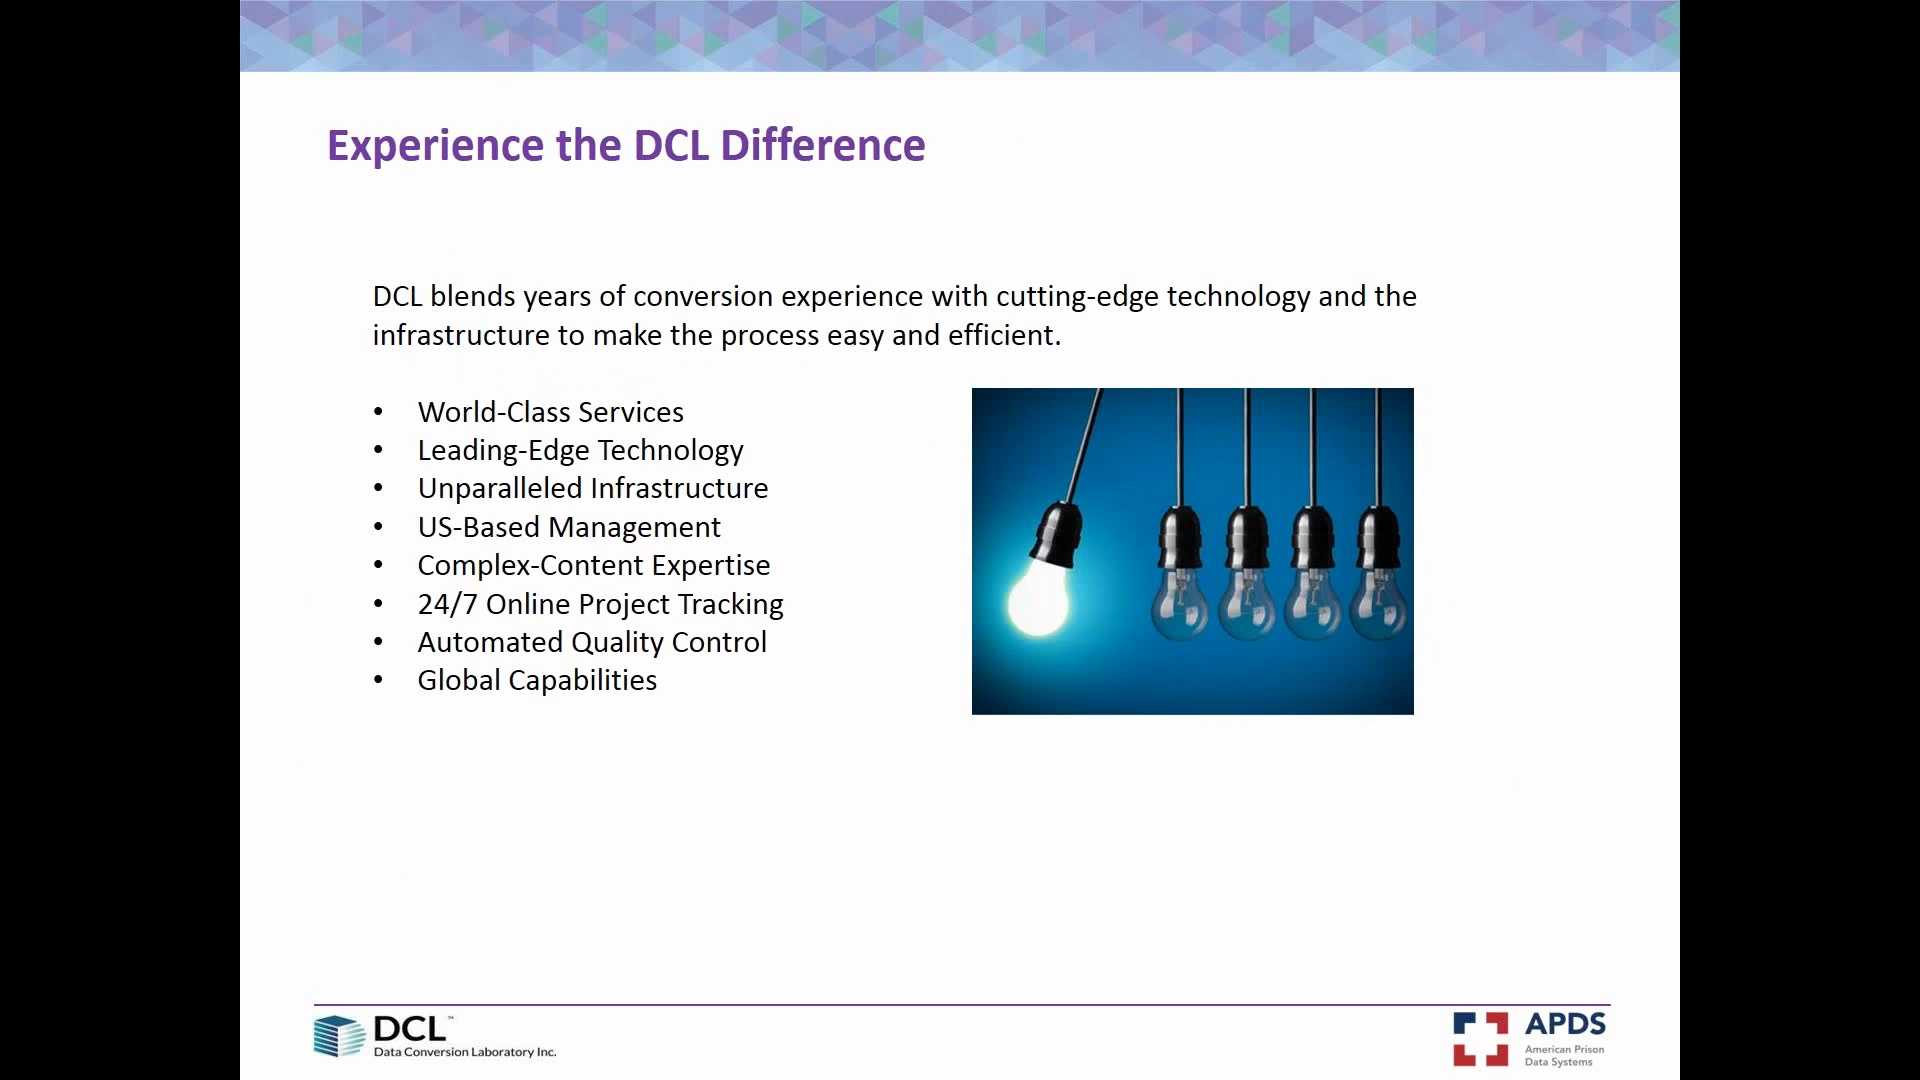 Experience the DCL Difference
DCL blends years of conversion experience with cutting-edge technology and the
infrastructure to make the process easy and efficient.
• World-Class Services
• Leading-Edge Technology
• Unparalleled Infrastructure
• US-Based Management
• Complex-Content Expertise
• 24/7 Online Project Tracking
• Automated Quality Control
• Global Capabilities
DCL™
Data Conversion Laboratory Inc.
APDS
American Prison
Data Systems